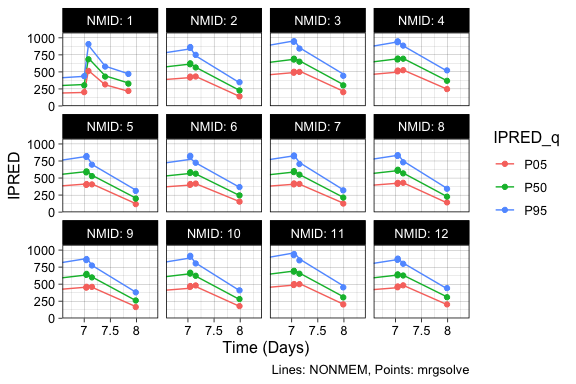 NMID: 1 NMID: 2 NMID: 3 NMID: 4
1000
750
500
250
0
NMID: 5 NMID: 6 NMID: 7 NMID: 8
1000
750
500
250
0
NMID: 9 NMID: 10 NMID: 11 NMID: 12
1000
750
500
250
0
7 7.5 8 7 7.5 8 7 7.5 8 7 7.5 8
IPRED
Time (Days)
IPRED_q
P05
P50
P95
Lines: NONMEM, Points: mrgsolve